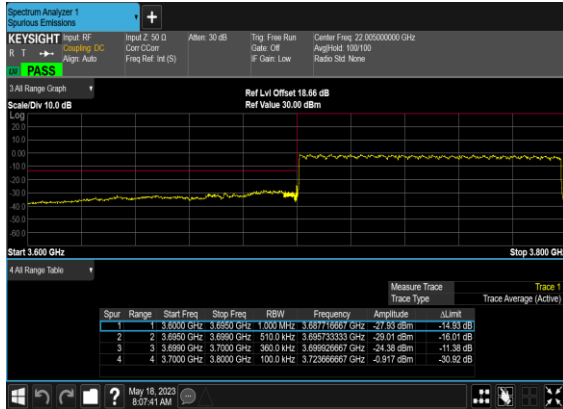 Spectrum Analyzer 1
Spurious Emissions
KEYSIGHT
R T
Input: RF
Coupling: DC
Align: Auto
Input Z: 50 Ω
Corr CCorr
Freq Ref: Int (S)
Atten: 30 dB
Trig: Free Run
Gate: Off
IF Gain: Low
Center Freq: 22.005000000 GHz
Avg|Hold: 100/100
Radio Std: None
PASS
3 All Range Graph
Ref Lvl Offset 18.66 dB
Scale/Div 10.0 dB
Ref Value 30.00 dBm
Log
20.0
10.0
0.00
-10.0
-20.0
-30.0
-40.0
-50.0
-60.0
Start 3.600 GHz
Stop 3.800 GHz
4 All Range Table
Measure Trace Trace 1
Trace Type Trace Average (Active)
Spur Range Start Freq Stop Freq RBW Frequency Amplitude ΔLimit
1 1 3.6000 GHz 3.6950 GHz 1.000 MHz 3.687716667 GHz -27.93 dBm -14.93 dB
2 2 3.6950 GHz 3.6990 GHz 510.0 kHz 3.695733333 GHz -29.01 dBm -16.01 dB
3 3 3.6990 GHz 3.7000 GHz 360.0 kHz 3.699926667 GHz -24.38 dBm -11.38 dB
4 4 3.7000 GHz 3.8000 GHz 100.0 kHz 3.723666667 GHz -0.917 dBm -30.92 dB
?
May 18, 2023
8:07:41 AM